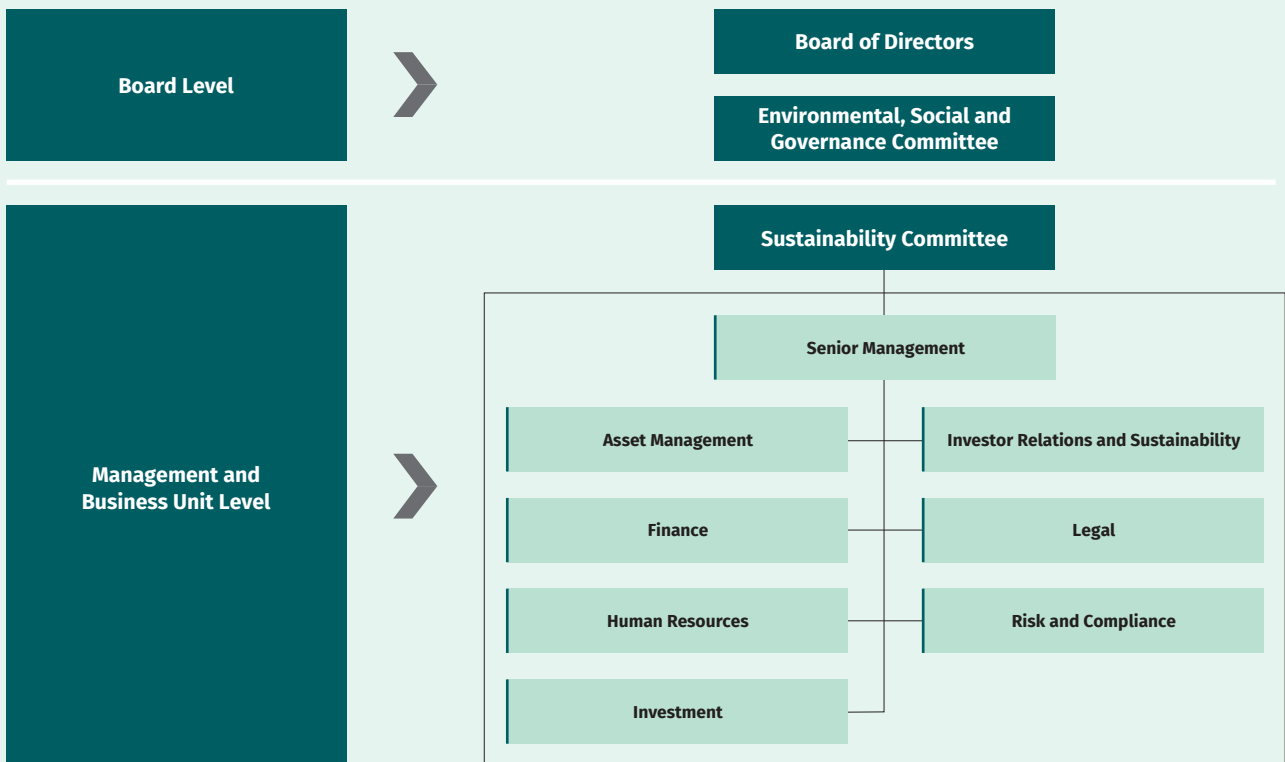 Board Level
Board of Directors
Environmental, Social and
Governance Committee
Management and
Business Unit Level
Sustainability Committee
Senior Management
Asset Management
Investor Relations and Sustainability
Finance
Legal
Human Resources
Risk and Compliance
Investment